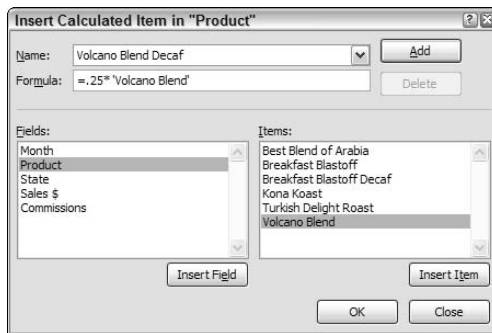 Insert Calculated Item in "Product"
Name: Volcano Blend Decaf Add
Formula: =.25* 'Volcano Blend' Delete
Fields: Items:
Month Best Blend of Arabia
Product Breakfast Blastoff
State Breakfast Blastoff Decaf
Sales $ Kona Koast
Commissions Turkish Delight Roast
Volcano Blend
Insert Field Insert Item
OK Close